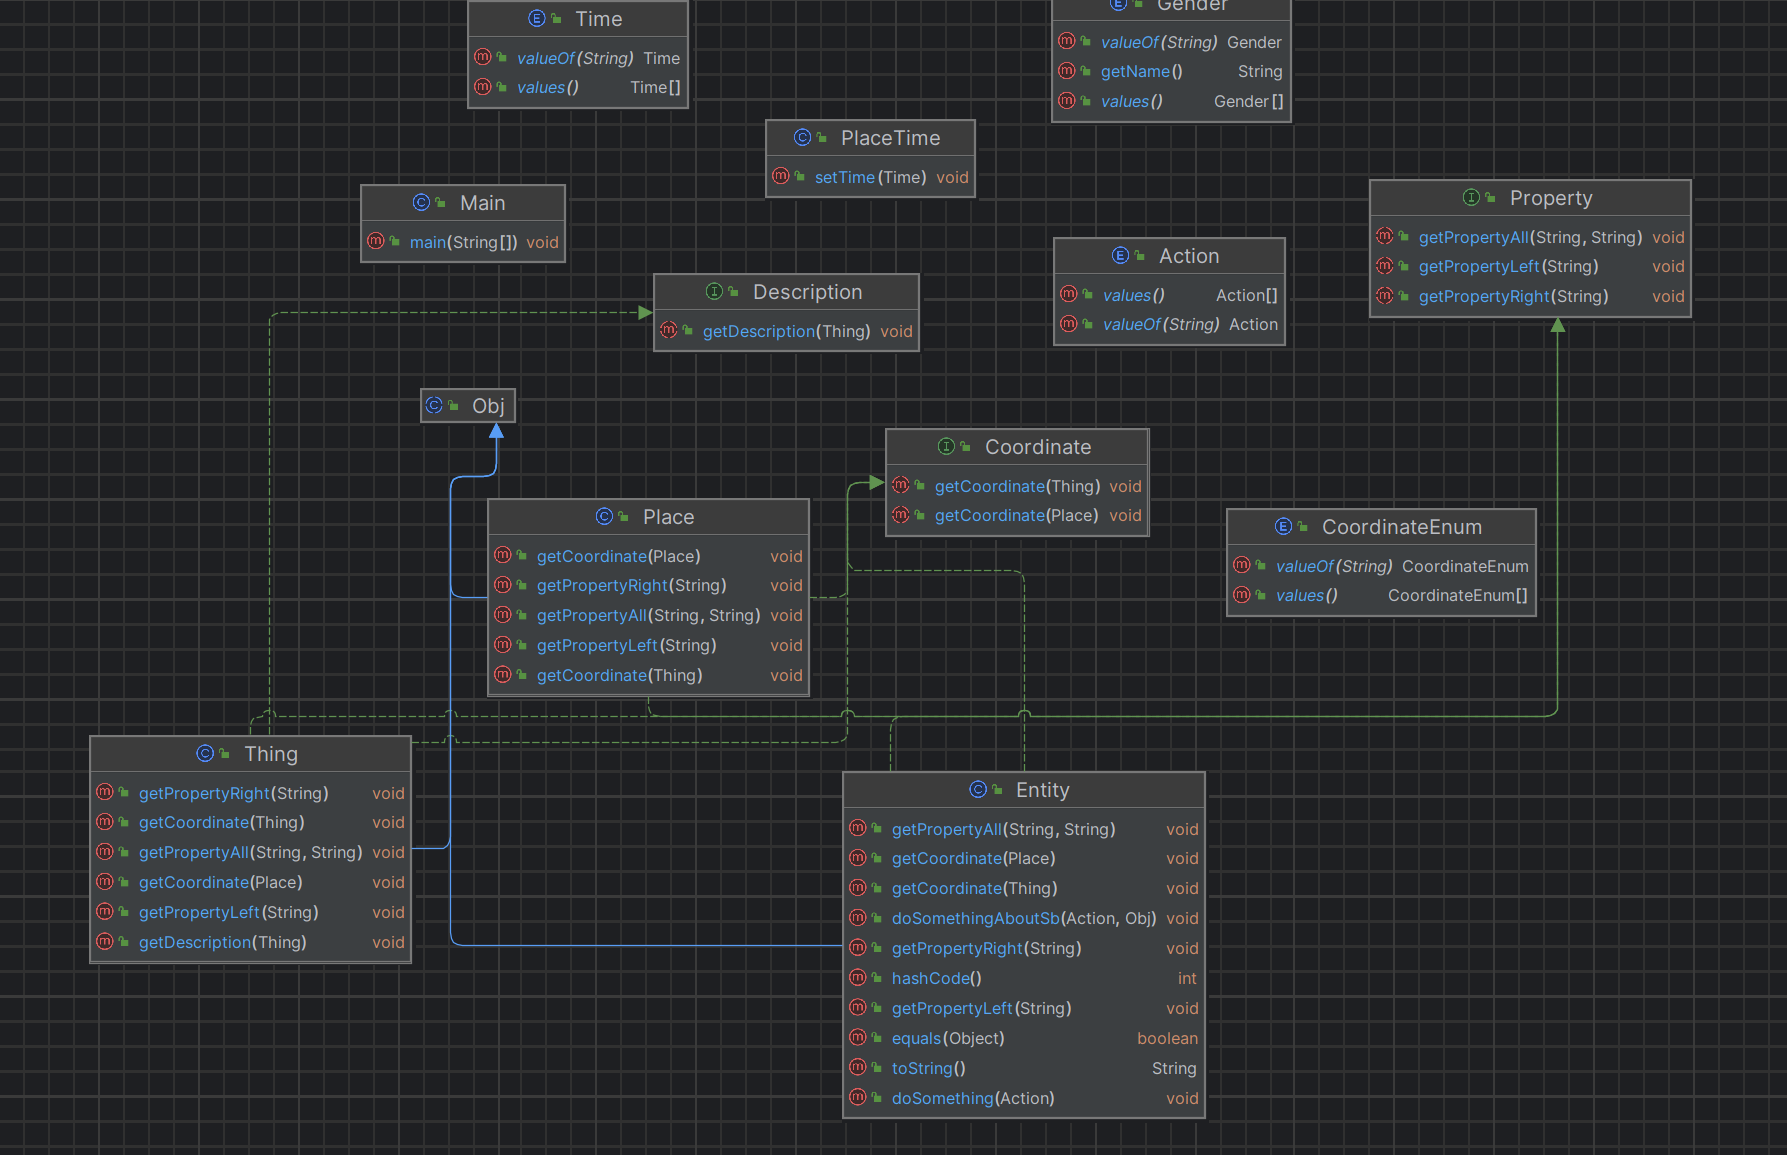 Time
valueOf(String) Time
values() Time[]
Gender
valueOf(String) Gender
getName() String
values() Gender[]
PlaceTime
setTime(Time) void
Main
main(String[]) void
Property
getPropertyAll(String, String) void
getPropertyLeft(String) void
getPropertyRight(String) void
Action
values() Action[]
valueOf(String) Action
Description
getDescription(Thing) void
Obj
Coordinate
getCoordinate(Thing) void
getCoordinate(Place) void
Place
getCoordinate(Place) void
getPropertyRight(String) void
getPropertyAll(String, String) void
getPropertyLeft(String) void
getCoordinate(Thing) void
CoordinateEnum
valueOf(String) CoordinateEnum
values() CoordinateEnum[]
Thing
getPropertyRight(String) void
getCoordinate(Thing) void
getPropertyAll(String, String) void
getCoordinate(Place) void
getPropertyLeft(String) void
getDescription(Thing) void
Entity
getPropertyAll(String, String) void
getCoordinate(Place) void
getCoordinate(Thing) void
doSomethingAboutSb(Action, Obj) void
getPropertyRight(String) void
hashCode() int
getPropertyLeft(String) void
equals(Object) boolean
toString() String
doSomething(Action) void